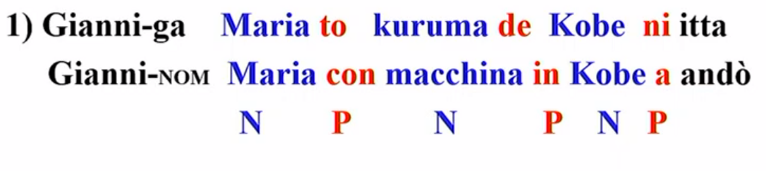 1) Gianni-ga Maria to kuruma de Kobe ni itta
Gianni-NOM Maria con macchina in Kobe a andò
N P N P N P